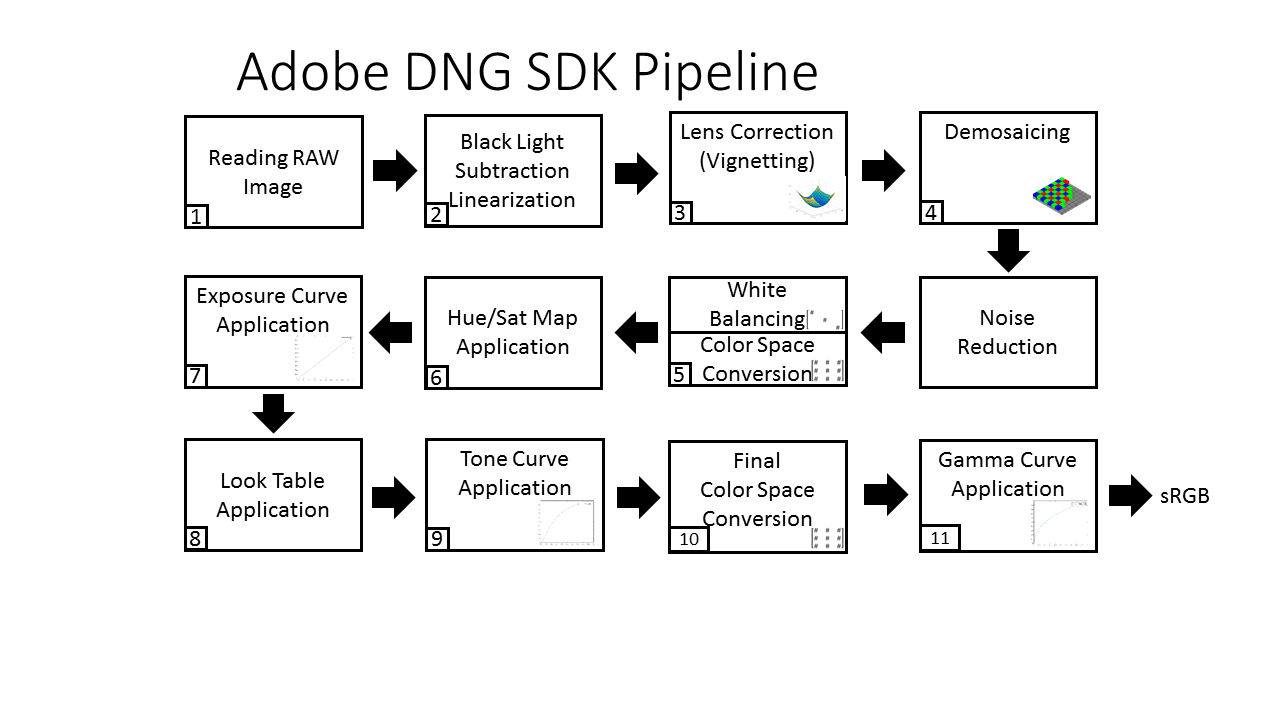 Adobe DNG SDK Pipeline
Reading RAW
Image
1
Black Light
Subtraction
Linearization
2
Lens Correction
(Vignetting)
3
Demosaicing
4
Noise
Reduction
White
Balancing
Color Space
Conversion
5
Hue/Sat Map
Application
6
Exposure Curve
Application
7
Look Table
Application
8
Tone Curve
Application
9
Final
Color Space
Conversion
10
Gamma Curve
Application
11
sRGB